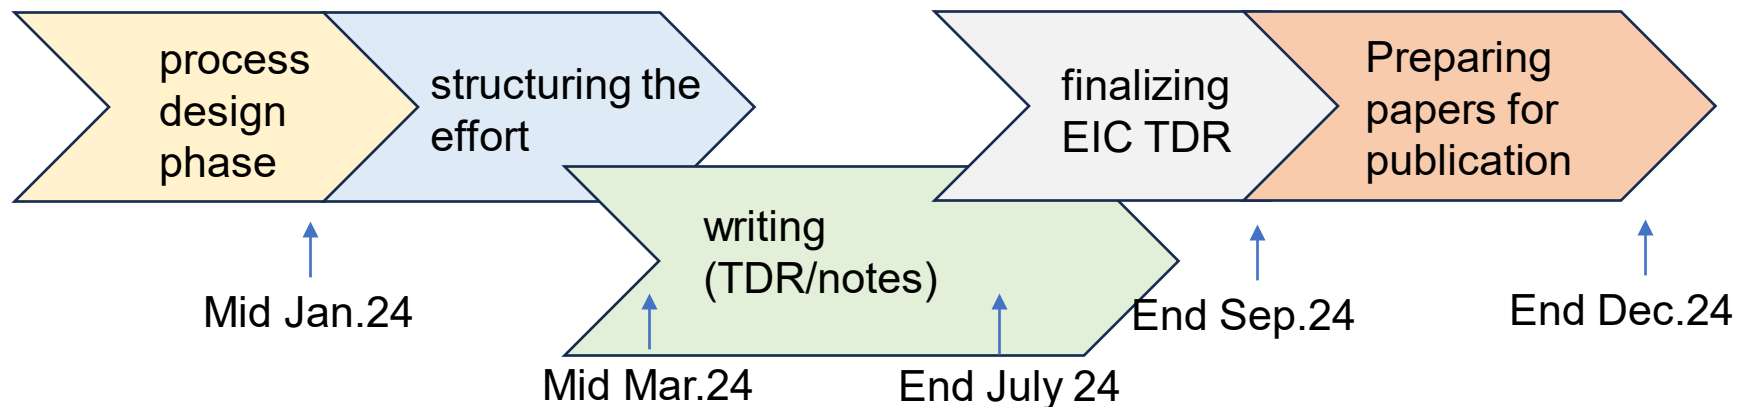 process
design
phase
structuring the
effort
writing
(TDR/notes)
finalizing
EIC TDR
Preparing
papers for
publication
Mid Jan.24
Mid Mar.24
End July 24
End Sep.24
End Dec.24